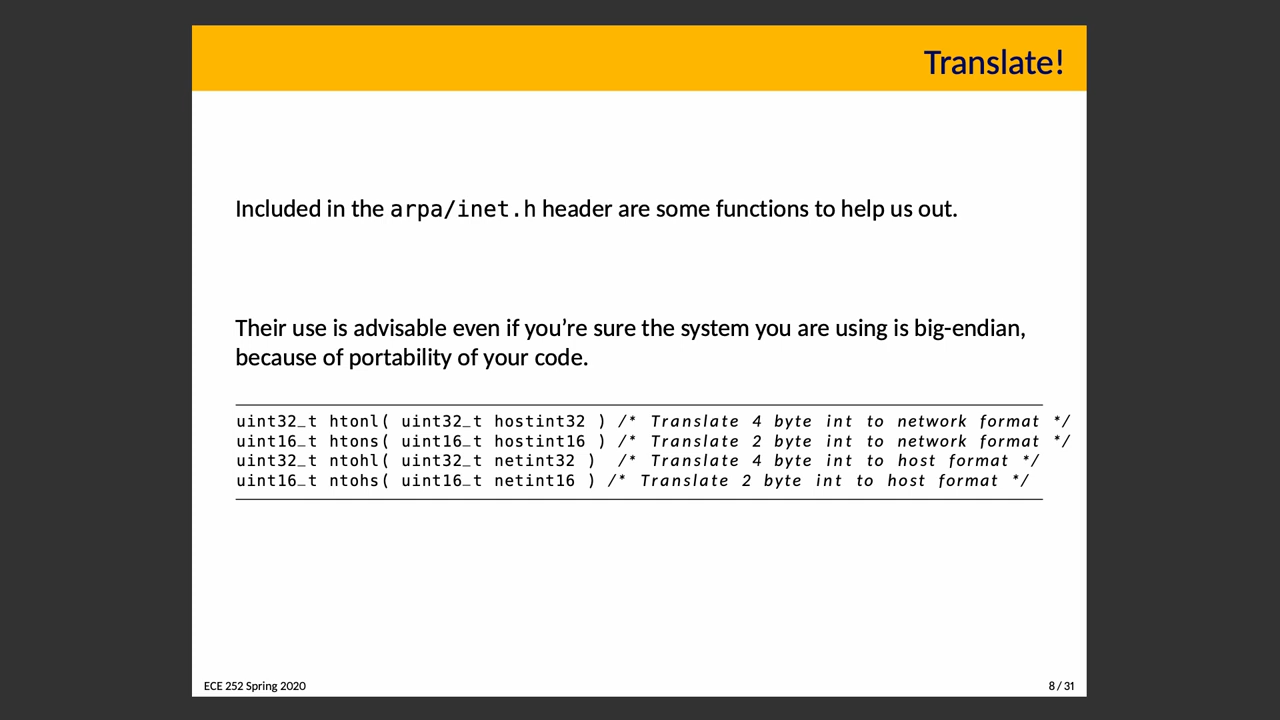 Translate!
Included in the arpa/inet.h header are some functions to help us out.
Their use is advisable even if you’re sure the system you are using is big-endian,
because of portability of your code.
uint32_t htonl( uint32_t hostint32 ) /* Translate 4 byte int to network format */
uint16_t htons( uint16_t hostint16 ) /* Translate 2 byte int to network format */
uint32_t ntohl( uint32_t netint32 )  /* Translate 4 byte int to host format */
uint16_t ntohs( uint16_t netint16 ) /* Translate 2 byte int to host format */
ECE 252 Spring 2020
8 / 31